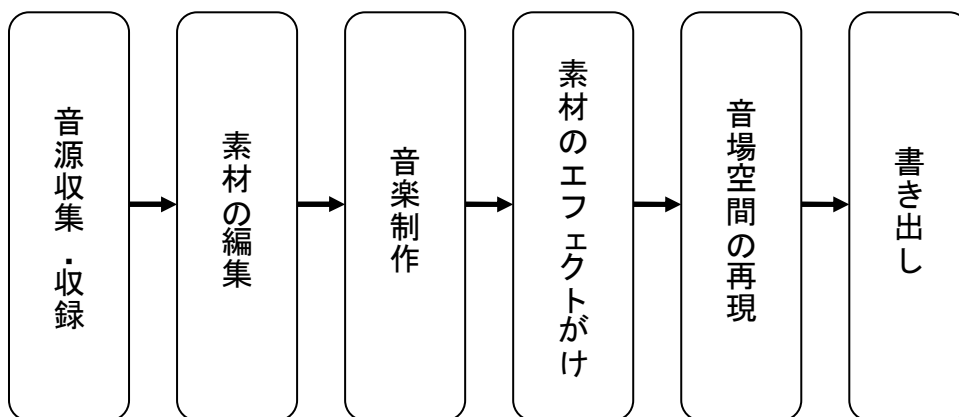 音源収集・収録
素材の編集
音楽制作
素材のエフェクトがけ
音場空間の再現
書き出し